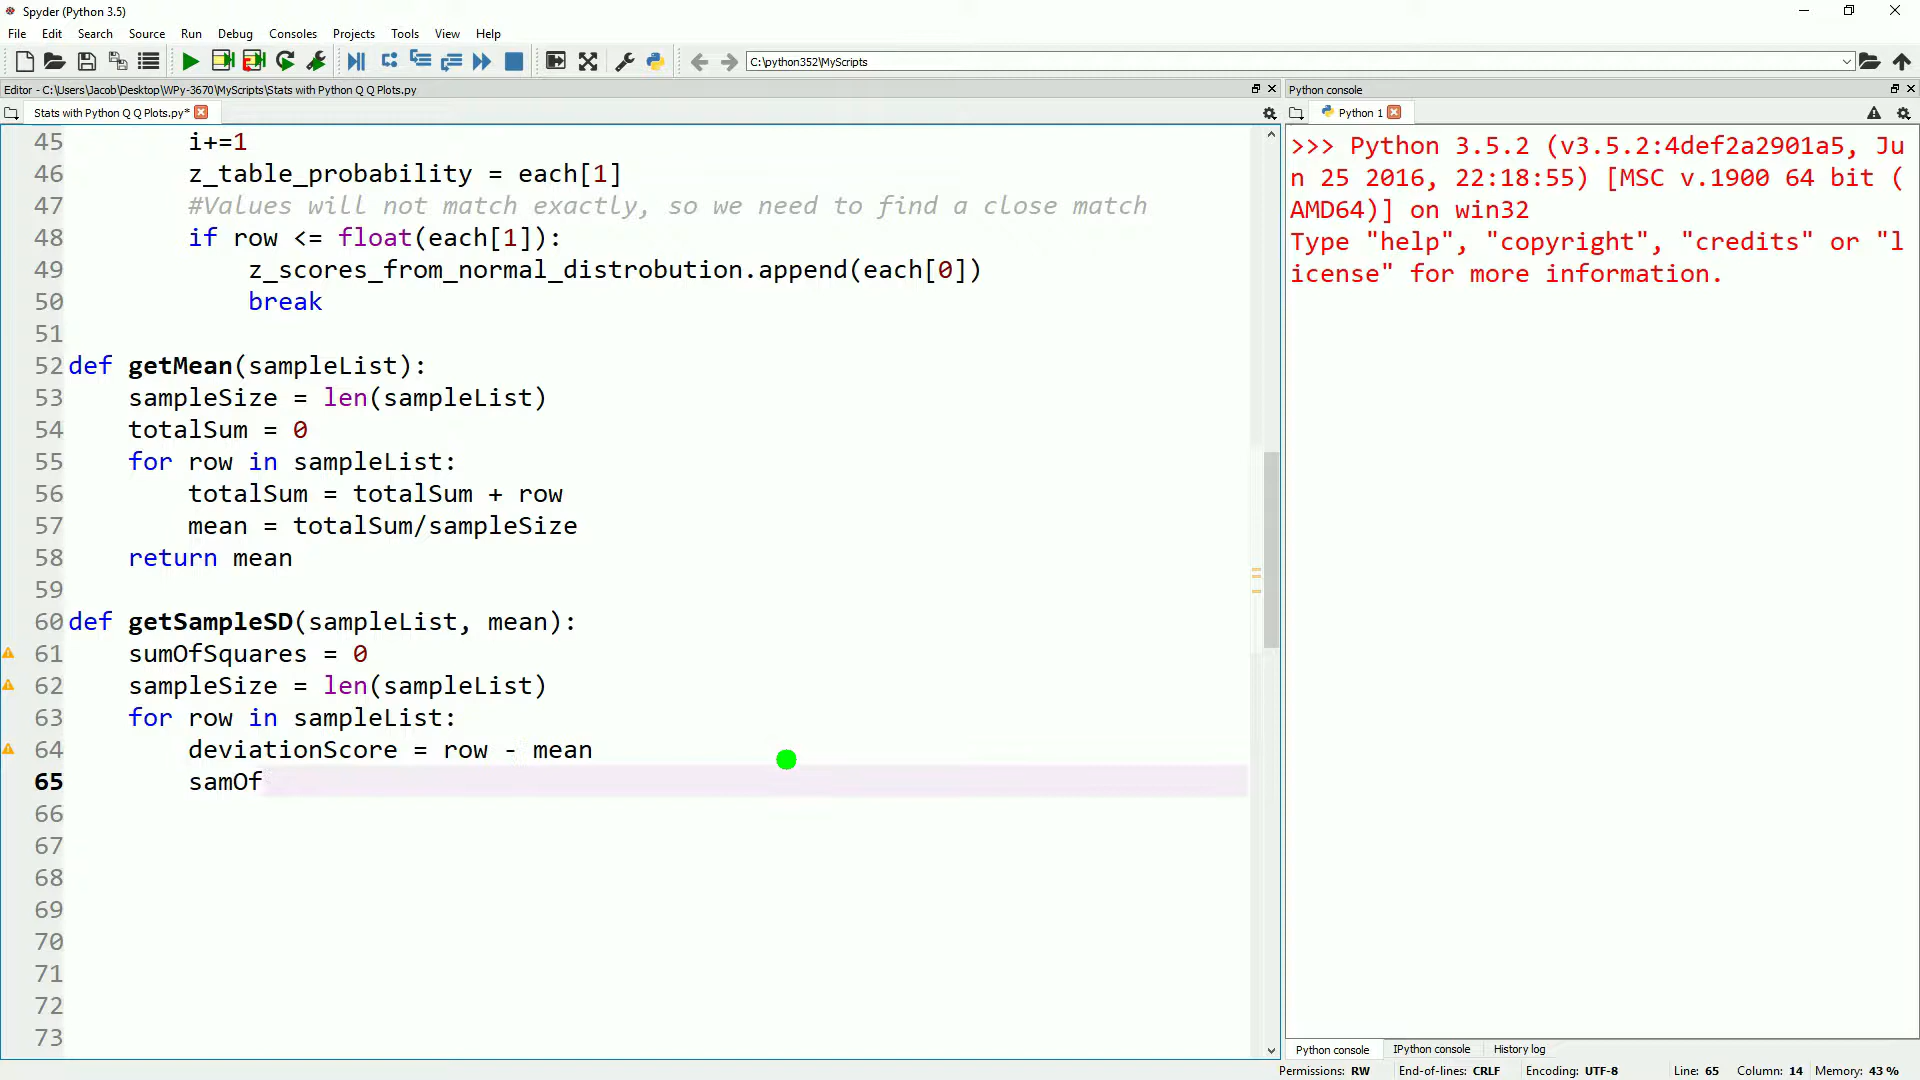 Spyder (Python 3.5)
File Edit Search Source Run Debug Consoles Projects Tools View Help
C:\python352\MyScripts
Editor - C:\Users\Jacob\Desktop\WPy-3670\MyScripts\Stats with Python Q Q Plots.py
Stats with Python Q Q Plots.py*
45 i+=1
46 z_table_probability = each[1]
47 #Values will not match exactly, so we need to find a close match
48 if row <= float(each[1]):
49 z_scores_from_normal_distrobution.append(each[0])
50 break
51
52 def getMean(sampleList):
53 sampleSize = len(sampleList)
54 totalSum = 0
55 for row in sampleList:
56 totalSum = totalSum + row
57 mean = totalSum/sampleSize
58 return mean
59
60 def getSampleSD(sampleList, mean):
61 sumOfSquares = 0
62 sampleSize = len(sampleList)
63 for row in sampleList:
64 deviationScore = row - mean
65 samOf
66
67
68
69
70
71
72
73
Python console
Python 1
>>> Python 3.5.2 (v3.5.2:4def2a2901a5, Ju
n 25 2016, 22:18:55) [MSC v.1900 64 bit (
AMD64)] on win32
Type "help", "copyright", "credits" or "l
icense" for more information.
Python console IPython console History log
Permissions: RW End-of-lines: CRLF Encoding: UTF-8 Line: 65 Column: 14 Memory: 43 %